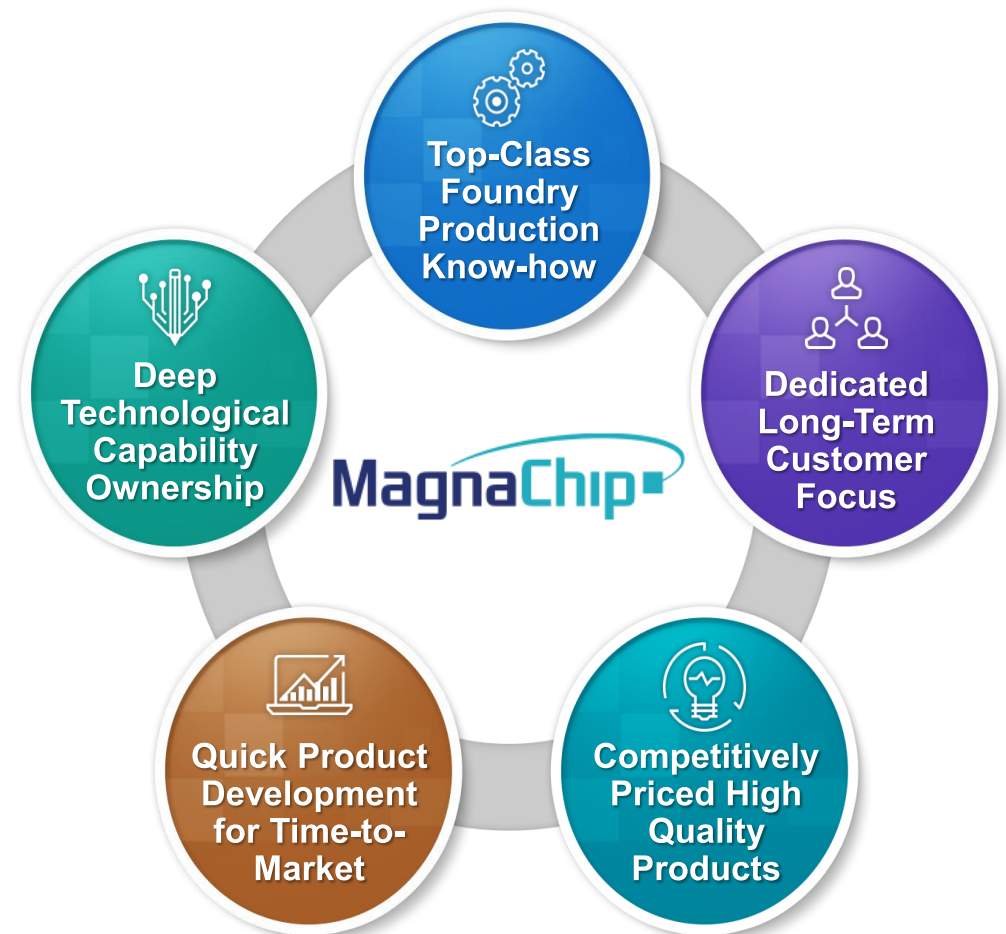 Top-Class
Foundry
Production
Know-how
Deep
Technological
Capability
Ownership
Dedicated
Long-Term
Customer
Focus
MagnaChip
Quick Product
Development
for Time-to-
Market
Competitively
Priced High
Quality
Products